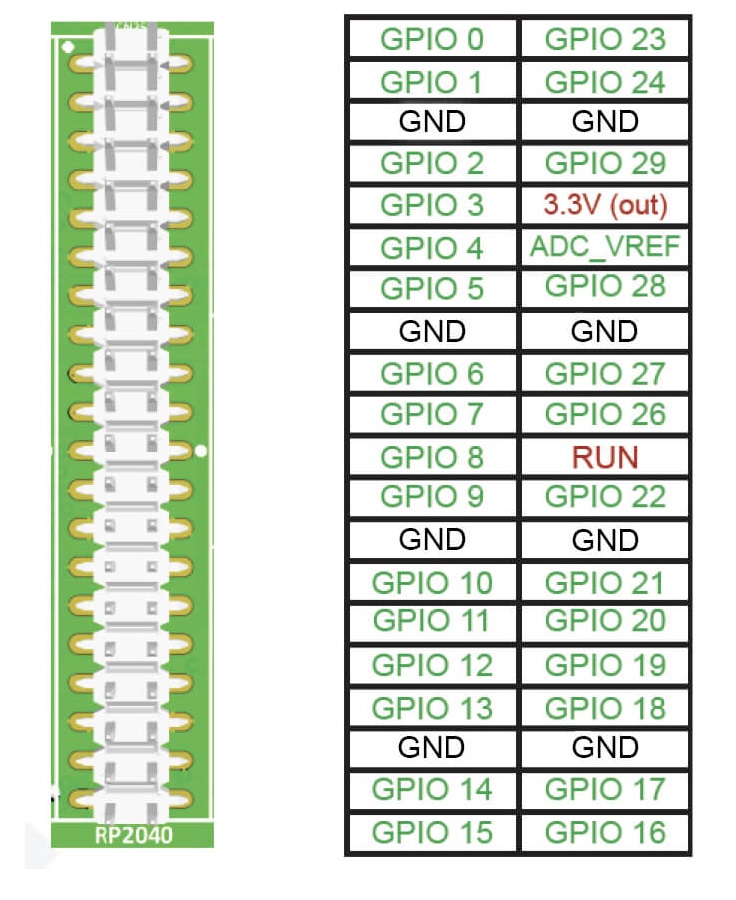 GPIO 0 GPIO 23
GPIO 1 GPIO 24
GND GND
GPIO 2 GPIO 29
GPIO 3 3.3V (out)
GPIO 4 ADC_VREF
GPIO 5 GPIO 28
GND GND
GPIO 6 GPIO 27
GPIO 7 GPIO 26
GPIO 8 RUN
GPIO 9 GPIO 22
GND GND
GPIO 10 GPIO 21
GPIO 11 GPIO 20
GPIO 12 GPIO 19
GPIO 13 GPIO 18
GND GND
GPIO 14 GPIO 17
GPIO 15 GPIO 16
RP2040